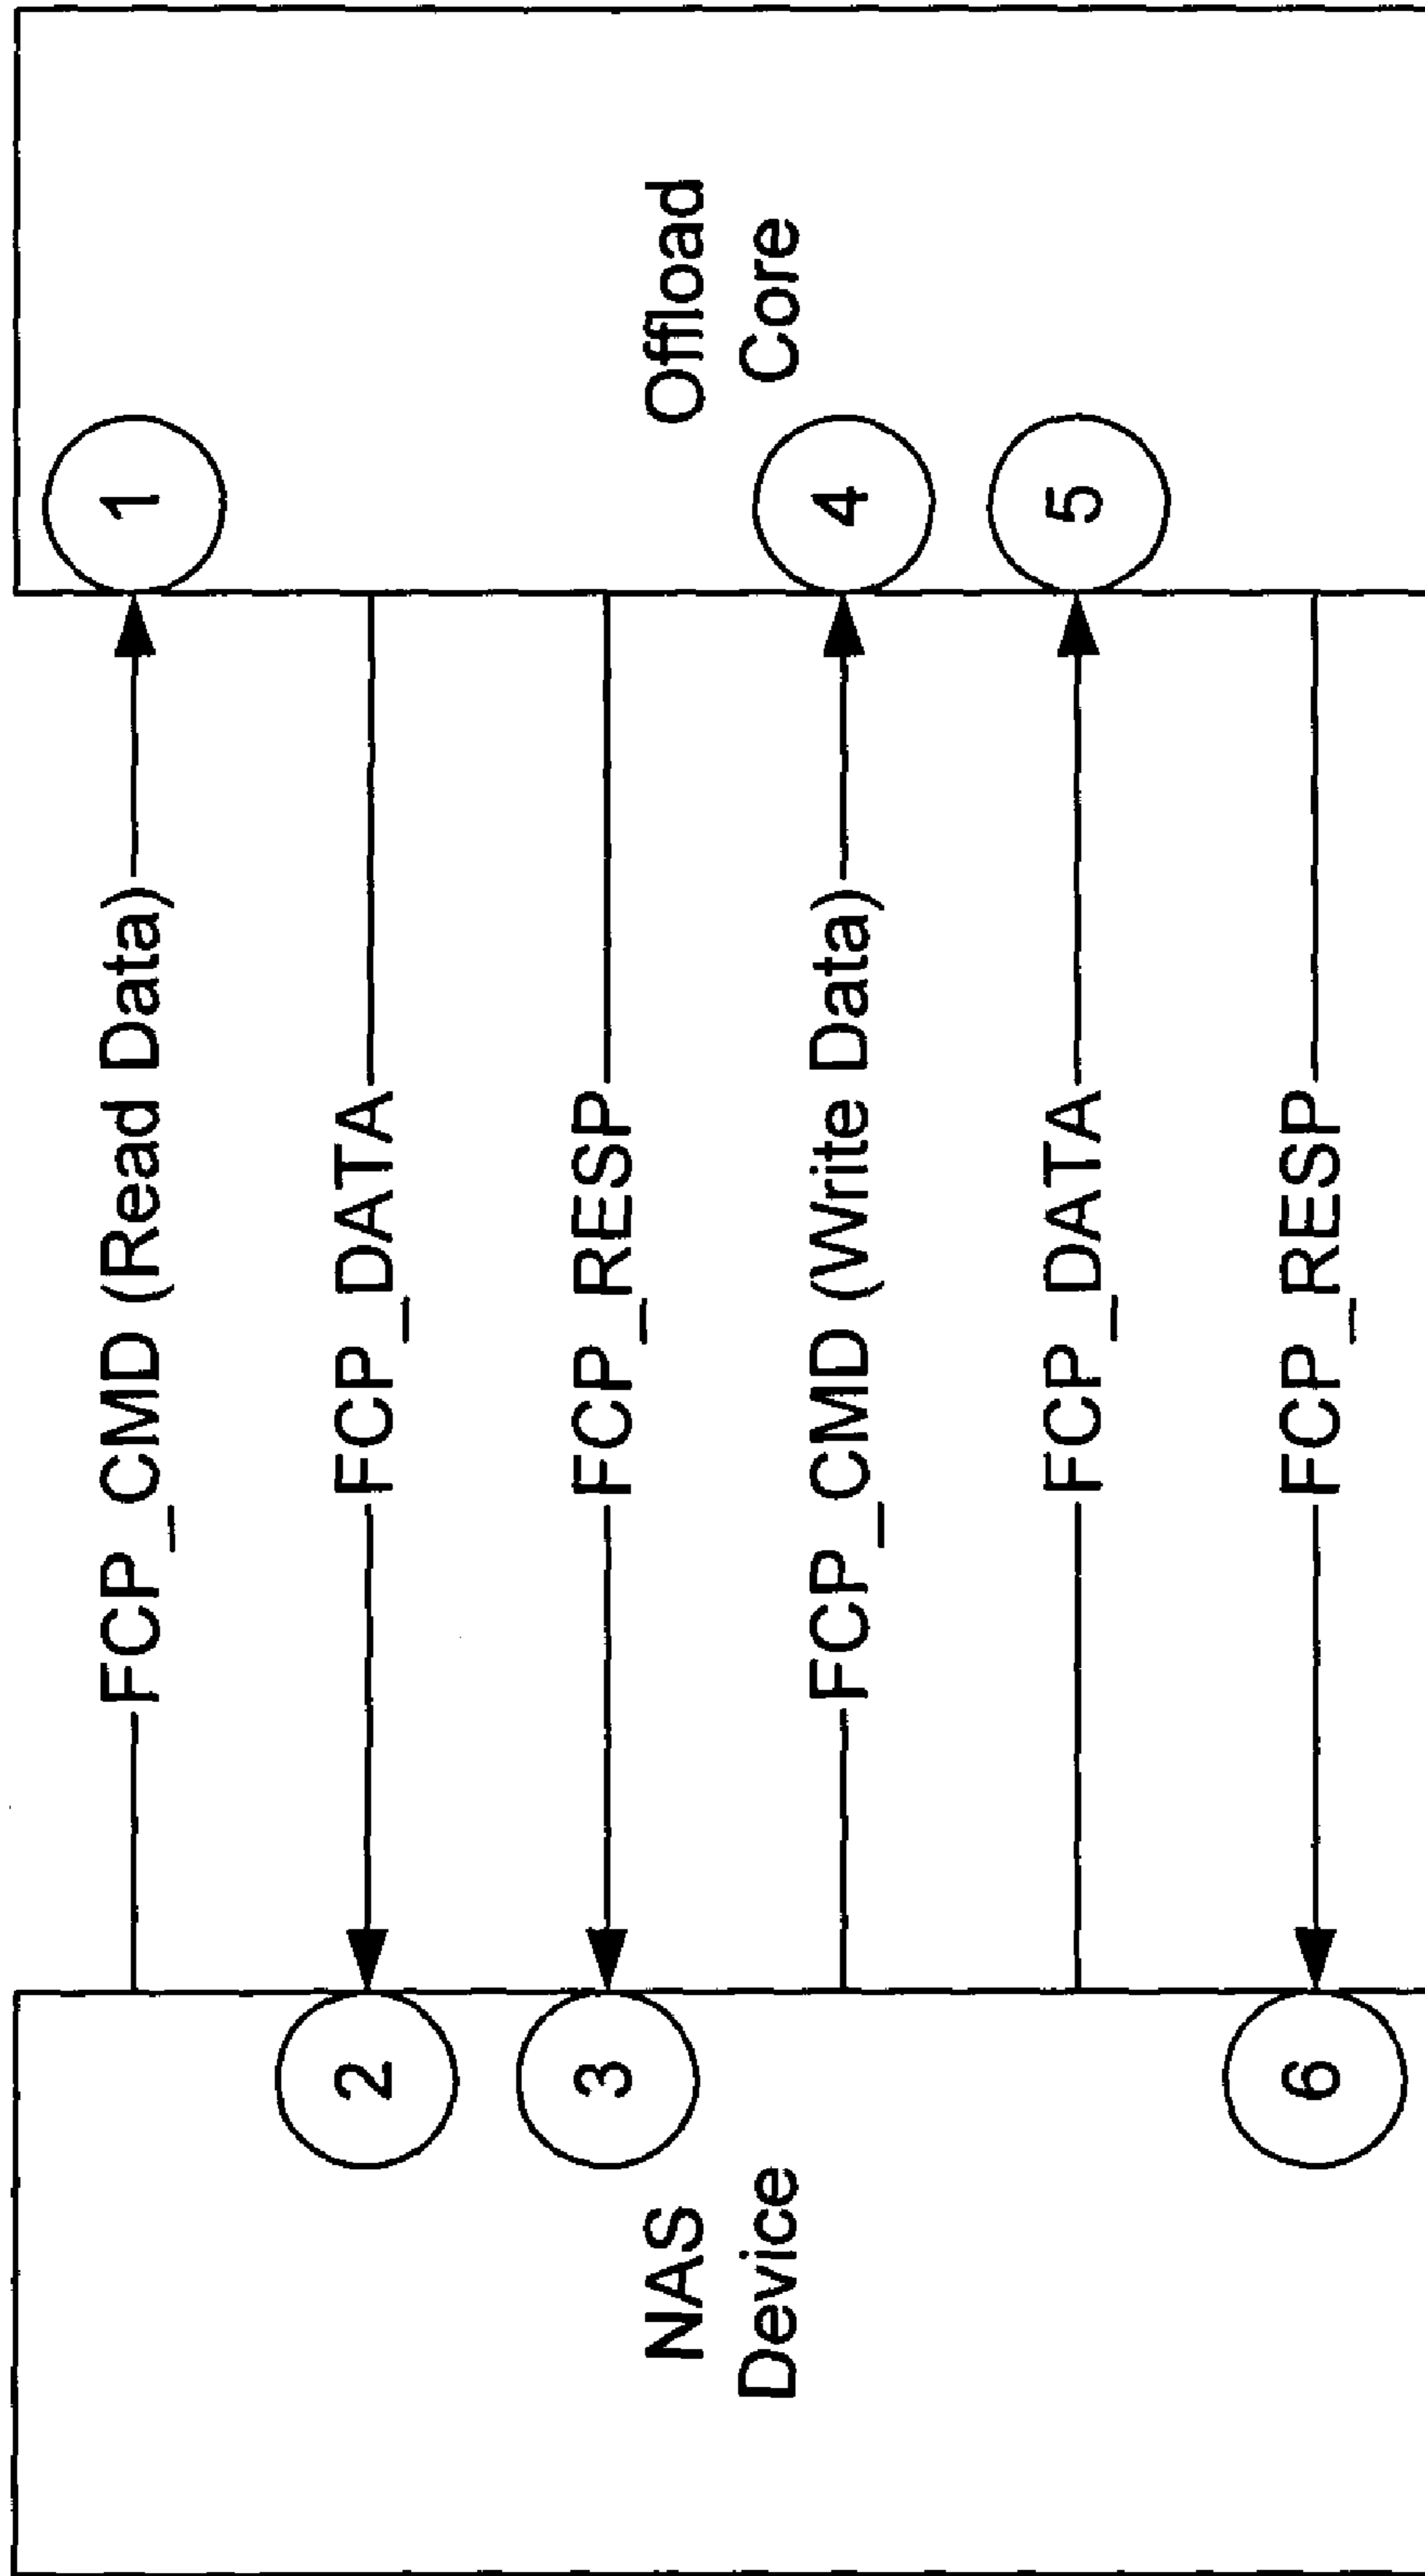 NAS
Device
Offload
Core
FCP_CMD (Read Data)
1
FCP_DATA
2
FCP_RESP
3
FCP_CMD (Write Data)
4
FCP_DATA
5
FCP_RESP
6